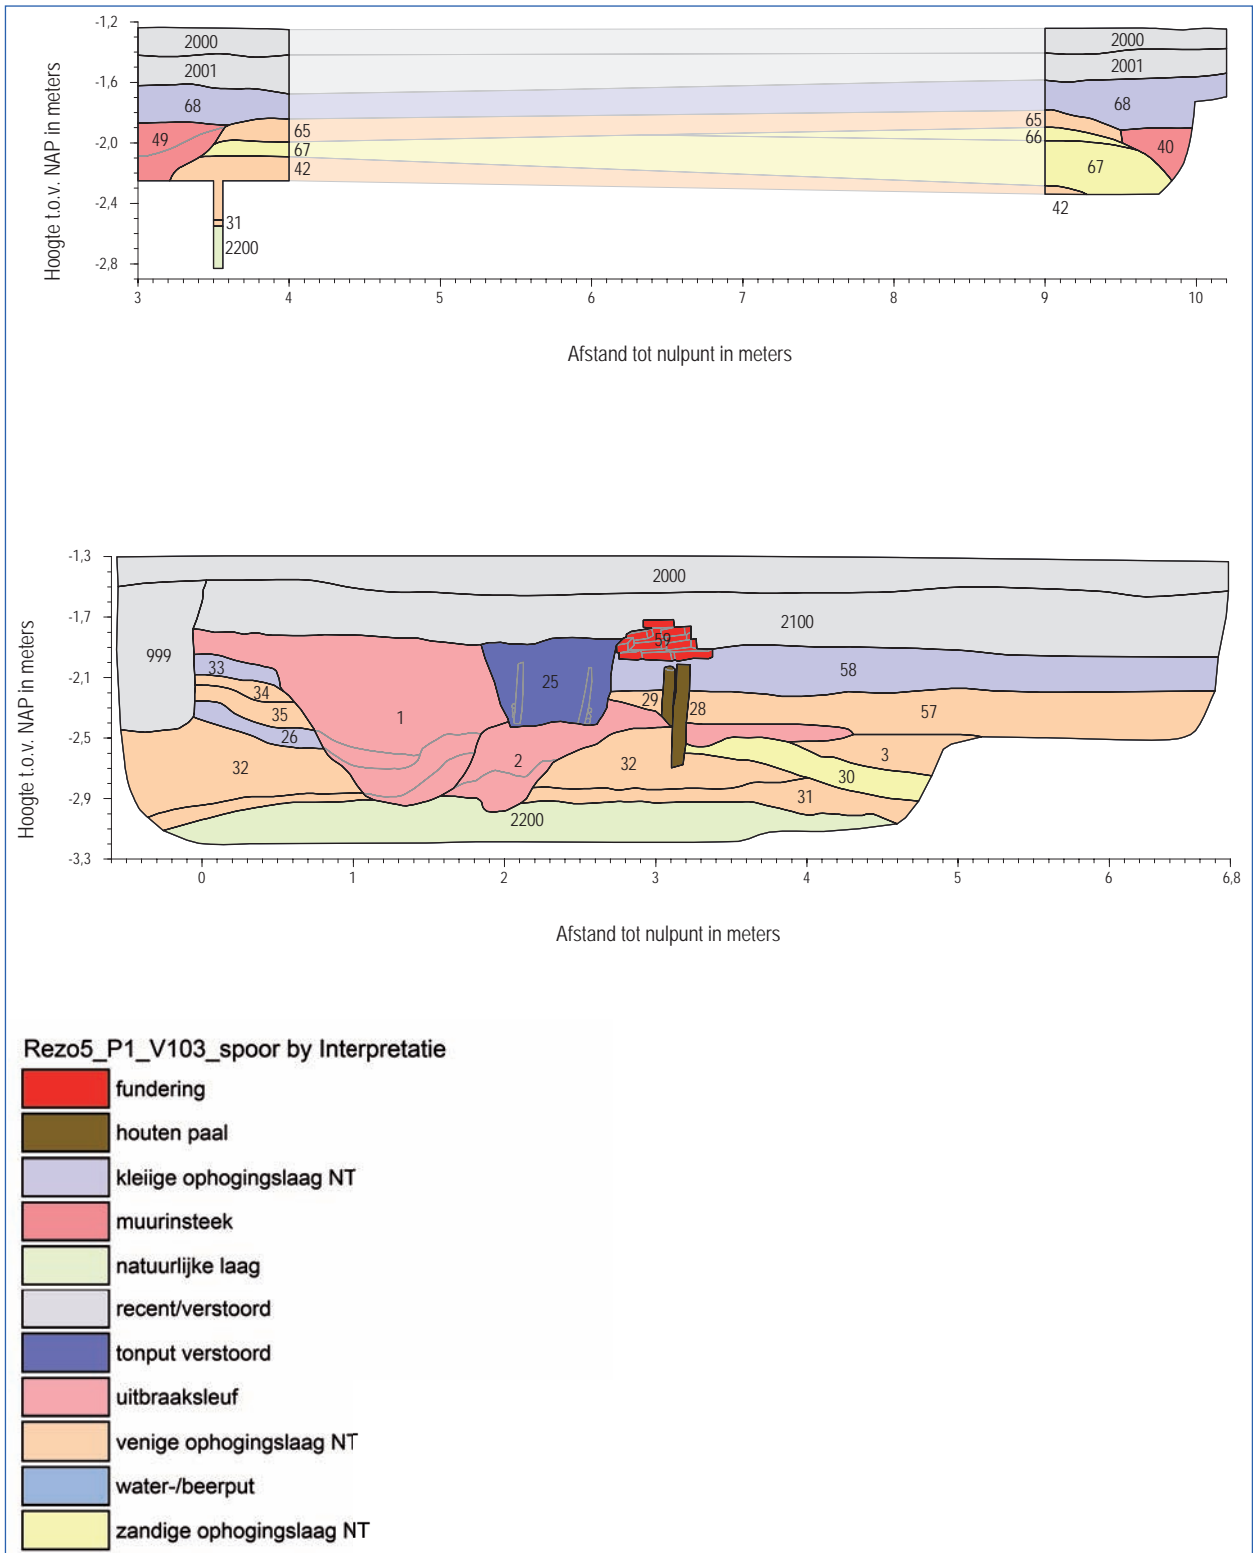 Hoogte t.o.v. NAP in meters
-1,2
-1,6
-2,0
-2,4
-2,8
2000
2001
68
49
65
67
42
31
2200
2000
2001
68
65
66
40
67
42
3 4 5 6 7 8 9 10
Afstand tot nulpunt in meters
Hoogte t.o.v. NAP in meters
-1,3
-1,7
-2,1
-2,5
-2,9
-3,3
2000
2100
999
59
33
58
34
25
29
28
35
1
57
26
2
32
32
3
30
31
2200
0 1 2 3 4 5 6 6,8
Afstand tot nulpunt in meters
Rezo5_P1_V103_spoor by Interpretatie
fundering
houten paal
kleiige ophogingslaag NT
muurinsteek
natuurlijke laag
recent/verstoord
tonput verstoord
uitbraaksleuf
venige ophogingslaag NT
water-/beerput
zandige ophogingslaag NT